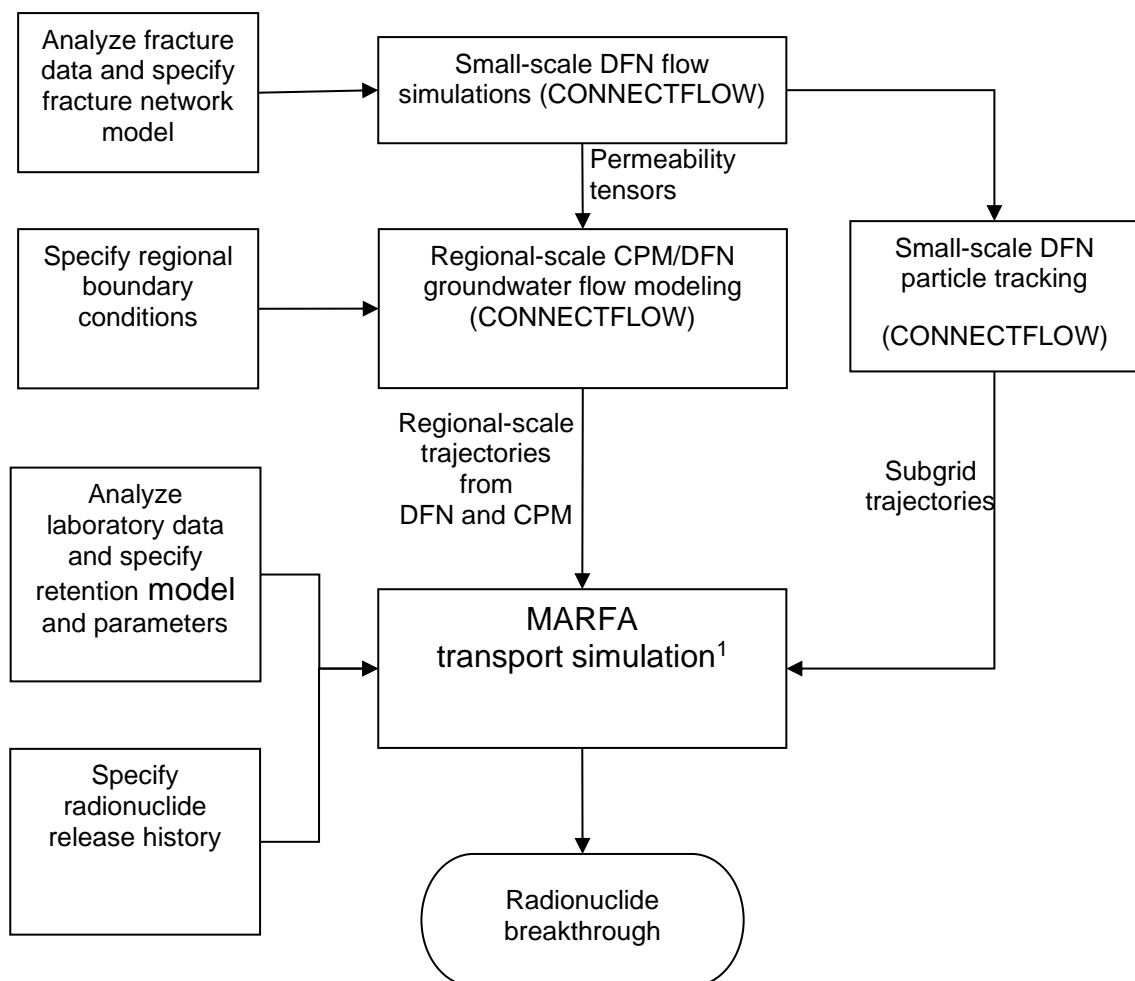 Analyze fracture
data and specify
fracture network
model
Small-scale DFN flow
simulations (CONNECTFLOW)
Permeability
tensors
Specify regional
boundary
conditions
Regional-scale CPM/DFN
groundwater flow modeling
(CONNECTFLOW)
Small-scale DFN
particle tracking
(CONNECTFLOW)
Regional-scale
trajectories
from
DFN and CPM
Subgrid
trajectories
Analyze
laboratory data
and specify
retention model
and parameters
MARFA
transport simulation¹
Specify
radionuclide
release history
Radionuclide
breakthrough